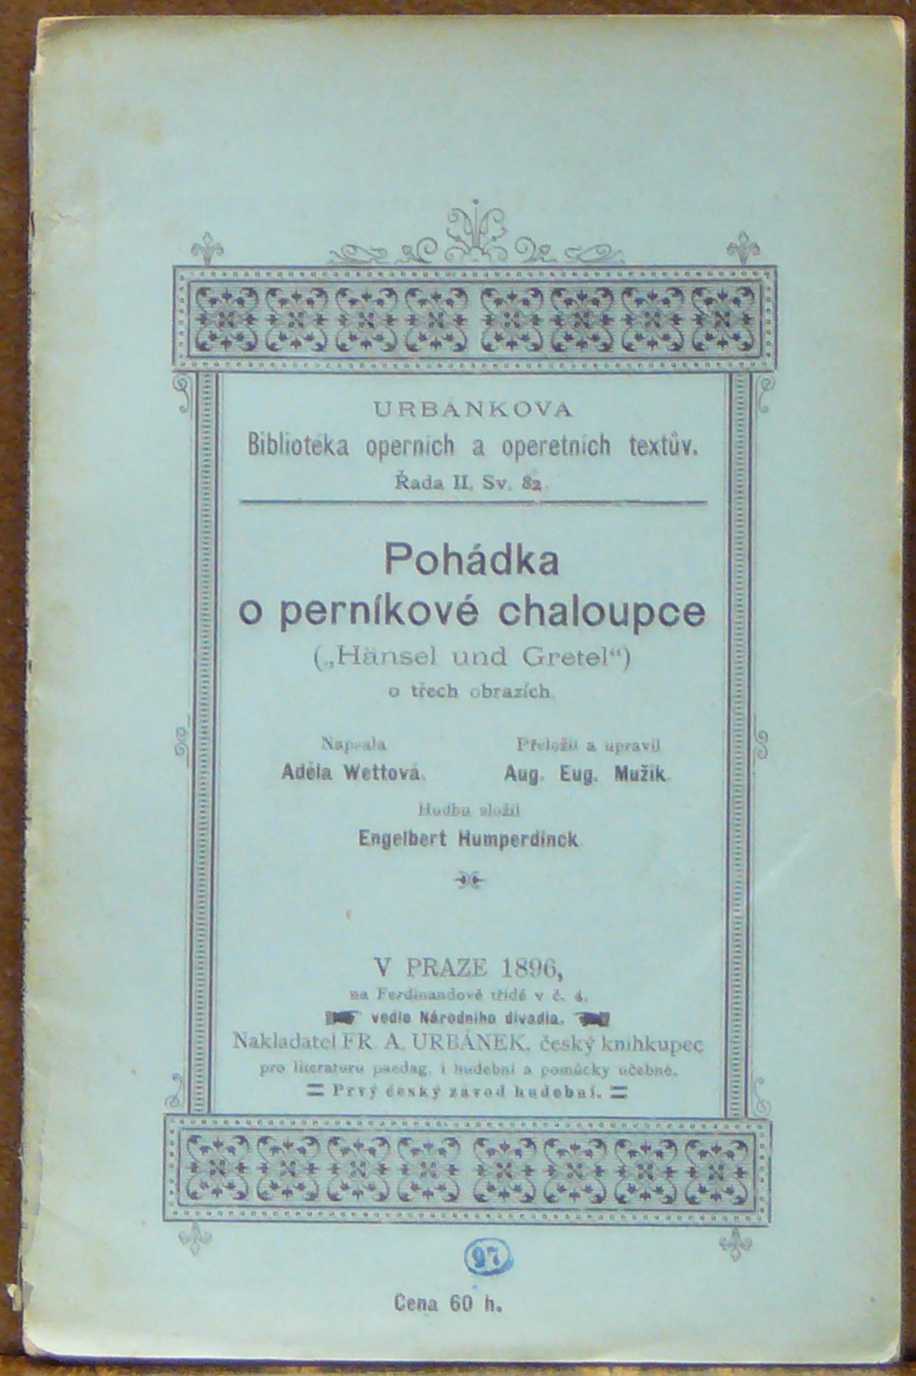 URBÁNKOVA
Biblioteka operních a operetních textův.
Řada II. Sv. 82.
Pohádka
o perníkové chaloupce
(„Hänsel und Gretel“)
o třech obrazích.
Napsala
Adéla Wettová.
Přeložil a upravil
Aug. Eug. Mužík.
Hudbu složil
Engelbert Humperdinck.
V PRAZE 1896,
na Ferdinandově třídě v č. 4.
vedle Národního divadla.
Nakladatel FR. A. URBÁNEK, český knihkupec
pro literaturu paedag. i hudební a pomůcky učebné.
= Prvý český závod hudební. =
97
Cena 60 h.